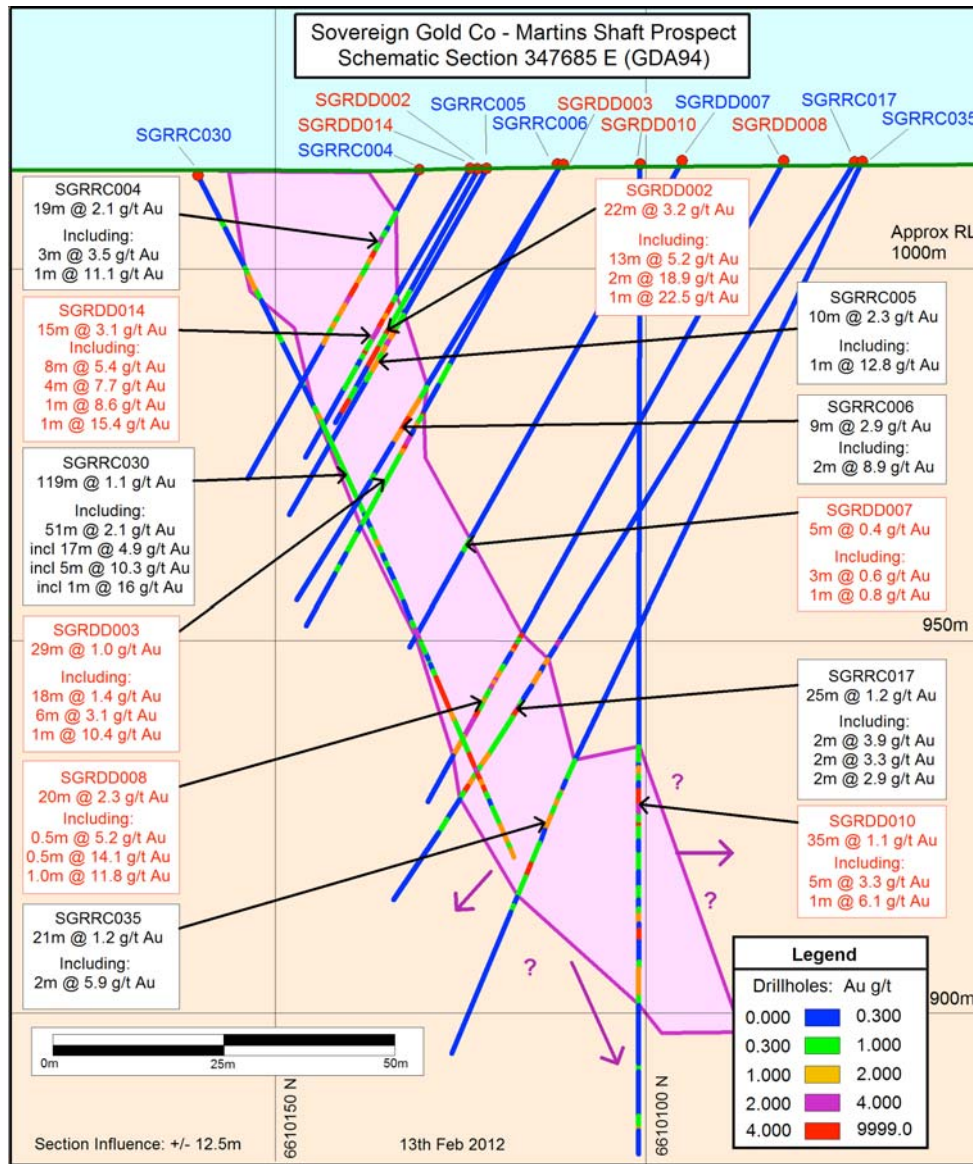 Sovereign Gold Co - Martins Shaft Prospect
Schematic Section 347685 E (GDA94)
SGRRC030
SGRDD002
SGRDD014
SGRRC004
SGRRC005
SGRRC006
SGRDD003
SGRDD010
SGRDD007
SGRDD008
SGRRC017
SGRRC035
SGRRC004
19m @ 2.1 g/t Au
Including:
3m @ 3.5 g/t Au
1m @ 11.1 g/t Au
SGRDD014
15m @ 3.1 g/t Au
Including:
8m @ 5.4 g/t Au
4m @ 7.7 g/t Au
1m @ 8.6 g/t Au
1m @ 15.4 g/t Au
SGRRC030
119m @ 1.1 g/t Au
Including:
51m @ 2.1 g/t Au
incl 17m @ 4.9 g/t Au
incl 5m @ 10.3 g/t Au
incl 1m @ 16 g/t Au
SGRDD003
29m @ 1.0 g/t Au
Including:
18m @ 1.4 g/t Au
6m @ 3.1 g/t Au
1m @ 10.4 g/t Au
SGRDD008
20m @ 2.3 g/t Au
Including:
0.5m @ 5.2 g/t Au
0.5m @ 14.1 g/t Au
1.0m @ 11.8 g/t Au
SGRRC035
21m @ 1.2 g/t Au
Including:
2m @ 5.9 g/t Au
SGRDD002
22m @ 3.2 g/t Au
Including:
13m @ 5.2 g/t Au
2m @ 18.9 g/t Au
1m @ 22.5 g/t Au
Approx RL
1000m
SGRRC005
10m @ 2.3 g/t Au
Including:
1m @ 12.8 g/t Au
SGRRC006
9m @ 2.9 g/t Au
Including:
2m @ 8.9 g/t Au
SGRDD007
5m @ 0.4 g/t Au
Including:
3m @ 0.6 g/t Au
1m @ 0.8 g/t Au
950m
SGRRC017
25m @ 1.2 g/t Au
Including:
2m @ 3.9 g/t Au
2m @ 3.3 g/t Au
2m @ 2.9 g/t Au
SGRDD010
35m @ 1.1 g/t Au
Including:
5m @ 3.3 g/t Au
1m @ 6.1 g/t Au
?
?
?
Legend
Drillholes: Au g/t
0.000 0.300
0.300 1.000
1.000 2.000
2.000 4.000
4.000 9999.0
900m
0m 25m 50m
6610150 N
6610100 N
Section Influence: +/- 12.5m
13th Feb 2012